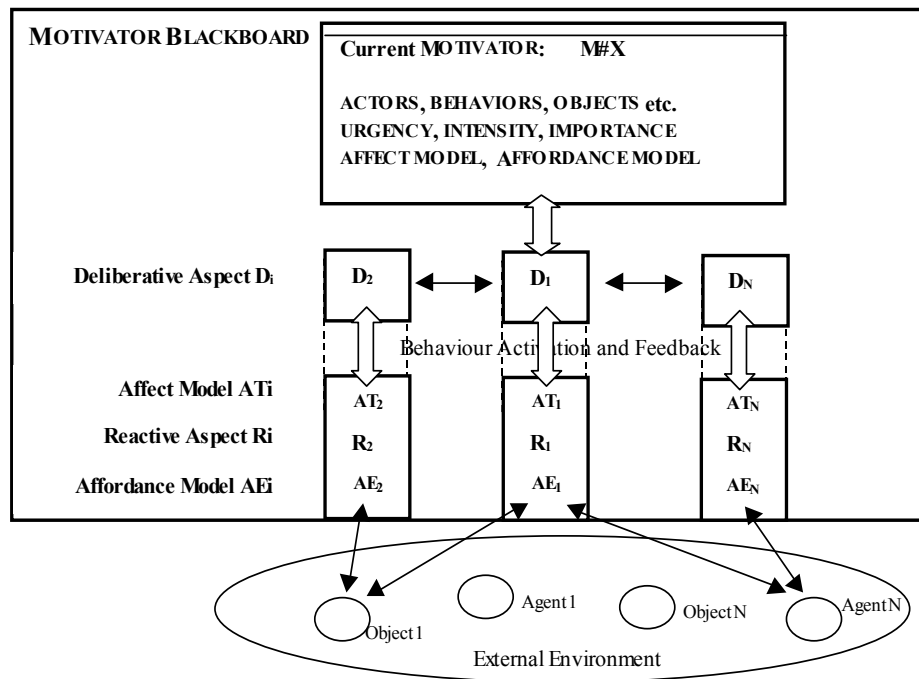 MOTIVATOR BLACKBOARD
Current MOTIVATOR: M#X
ACTORS, BEHAVIORS, OBJECTS etc.
URGENCY, INTENSITY, IMPORTANCE
AFFECT MODEL, AFFORDANCE MODEL
Deliberative Aspect Di D2 D1 DN
Behaviour Activation and Feedback
Affect Model ATi AT2 AT1 ATN
Reactive Aspect Ri R2 R1 RN
Affordance Model AEi AE2 AE1 AEN
Object 1 Agent 1 Object N Agent N
External Environment